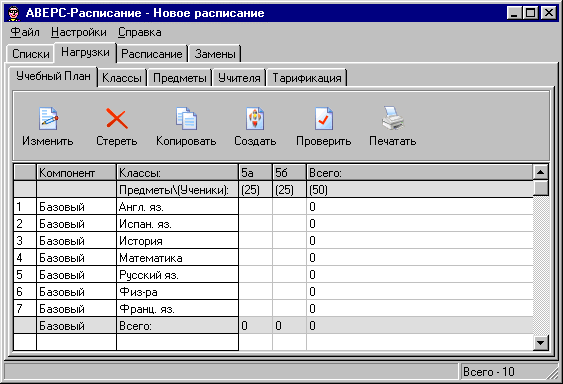 АВЕРС-Расписание - Новое расписание
Файл Настройки Справка
Списки Нагрузки Расписание Замены
Учебный План Классы Предметы Учителя Тарификация
Изменить Стереть Копировать Создать Проверить Печатать
Компонент Классы: 5а 5б Всего:
Предметы\(Ученики): (25) (25) (50)
1 Базовый Англ. яз. 0
2 Базовый Испан. яз. 0
3 Базовый История 0
4 Базовый Математика 0
5 Базовый Русский яз. 0
6 Базовый Физ-ра 0
7 Базовый Франц. яз. 0
Базовый Всего: 0 0 0
Всего - 10